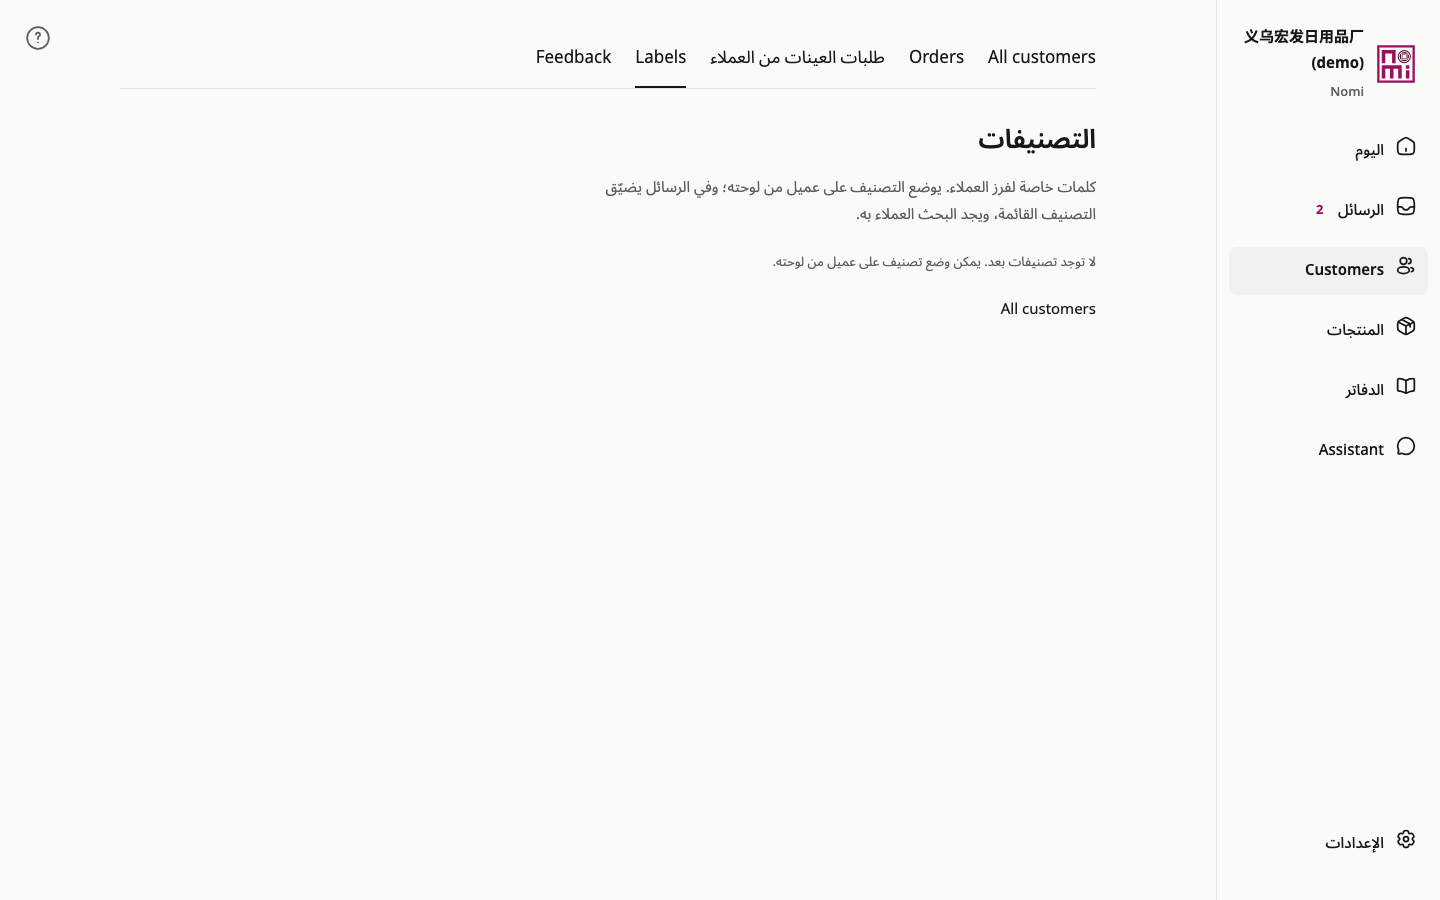 义乌宏发日用品厂
(demo)
Nomi
اليوم
الرسائل 2
Customers
المنتجات
الدفاتر
Assistant
الإعدادات
All customers
Orders
طلبات العينات من العملاء
Labels
Feedback
التصنيفات
كلمات خاصة لفرز العملاء. يوضع التصنيف على عميل من لوحته؛ وفي الرسائل يضيّق
التصنيف القائمة، ويجد البحث العملاء به.
لا توجد تصنيفات بعد. يمكن وضع تصنيف على عميل من لوحته.
All customers